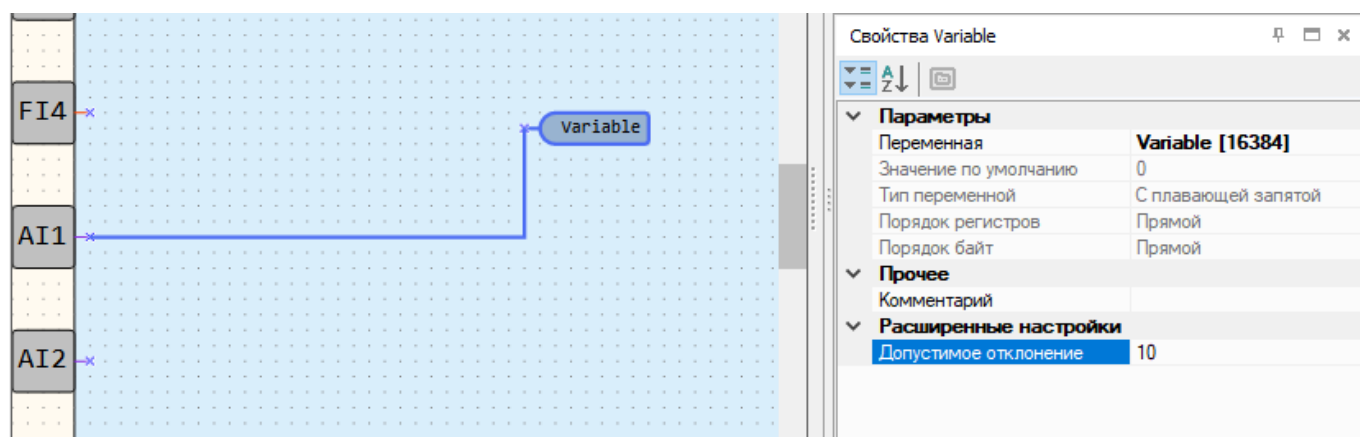 FI4
AI1
AI2
Variable
Свойства Variable
Параметры
Переменная Variable [16384]
Значение по умолчанию 0
Тип переменной С плавающей запятой
Порядок регистров Прямой
Порядок байт Прямой
Прочее
Комментарий
Расширенные настройки
Допустимое отклонение 10